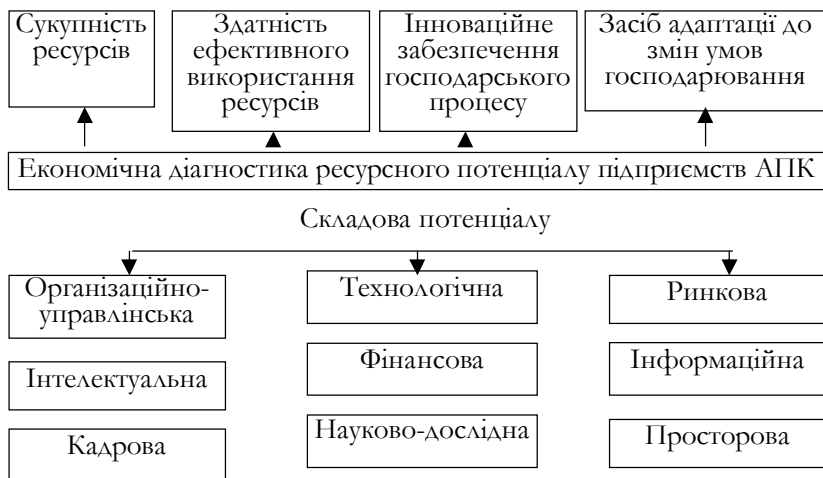 Сукупність
ресурсів
Здатність
ефективного
використання
ресурсів
Інноваційне
забезпечення
господарського
процесу
Засіб адаптації до
змін умов
господарювання
Економічна діагностика ресурсного потенціалу підприємств АПК
Складова потенціалу
Організаційно-
управлінська
Технологічна
Ринкова
Інтелектуальна
Фінансова
Інформаційна
Кадрова
Науково-дослідна
Просторова